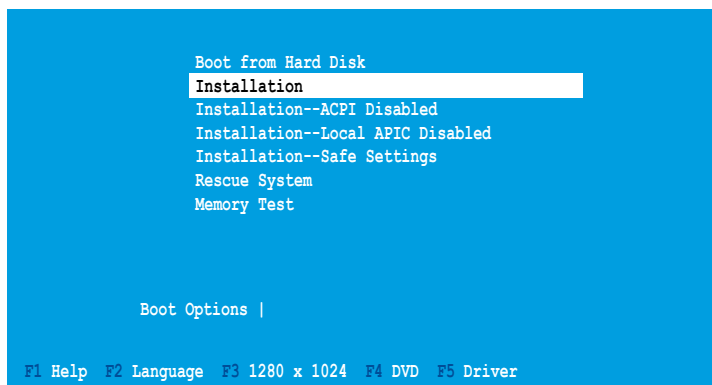 Boot from Hard Disk
Installation
Installation--ACPI Disabled
Installation--Local APIC Disabled
Installation--Safe Settings
Rescue System
Memory Test
Boot Options |
F1 Help F2 Language F3 1280 x 1024 F4 DVD F5 Driver